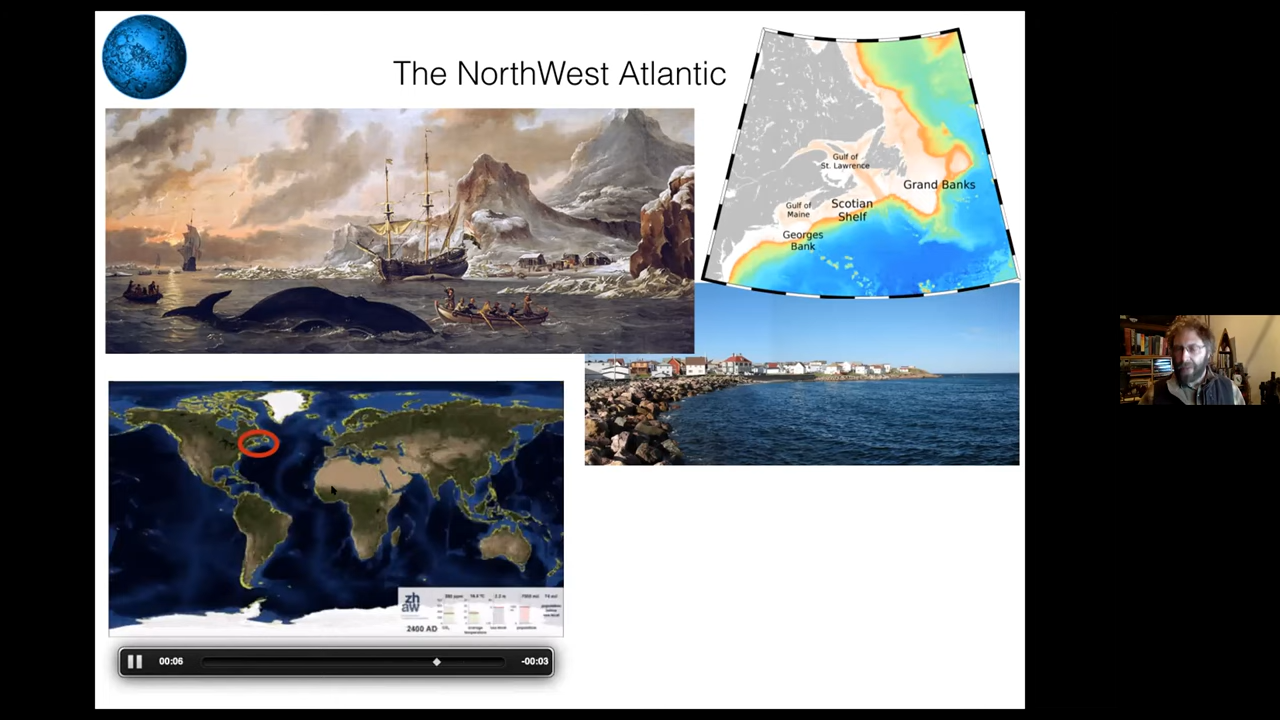 The NorthWest Atlantic
Gulf of
St. Lawrence
Grand Banks
Gulf of
Maine
Scotian
Shelf
Georges
Bank
zh
aw
2400 AD
00:06
-00:03